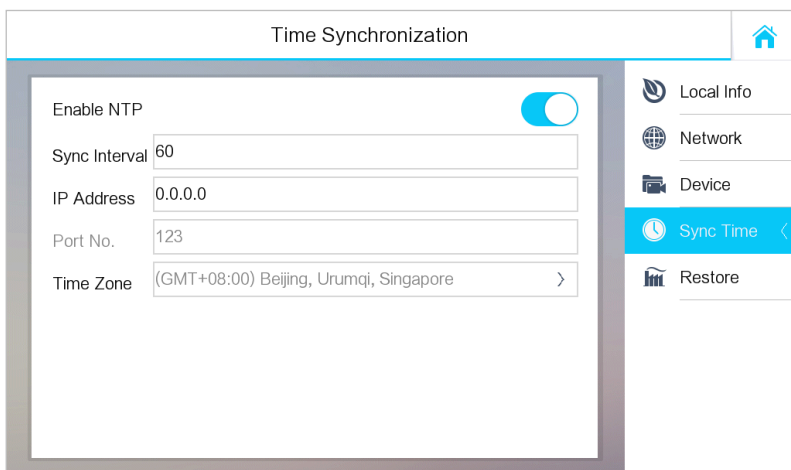 Time Synchronization
Enable NTP
Sync Interval 60
IP Address 0.0.0.0
Port No. 123
Time Zone (GMT+08:00) Beijing, Urumqi, Singapore
Local Info
Network
Device
Sync Time
Restore